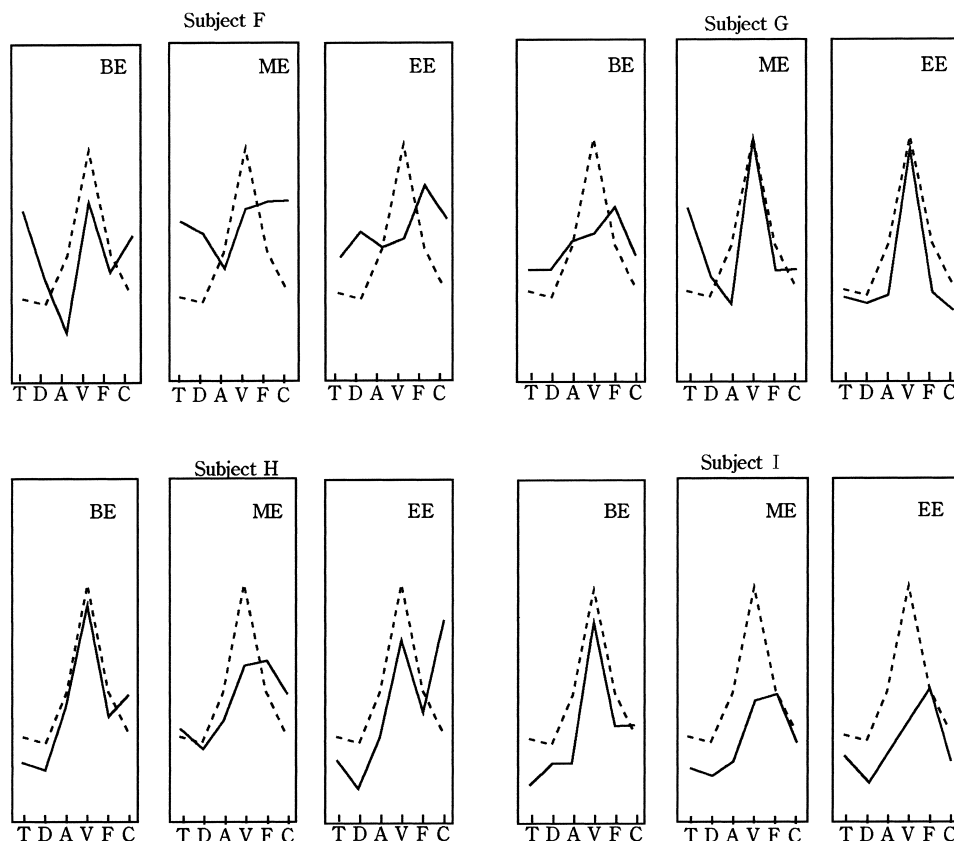 Subject F
Subject G
BE
ME
EE
BE
ME
EE
T D A V F C
T D A V F C
T D A V F C
T D A V F C
T D A V F C
T D A V F C
Subject H
Subject I
BE
ME
EE
BE
ME
EE
T D A V F C
T D A V F C
T D A V F C
T D A V F C
T D A V F C
T D A V F C